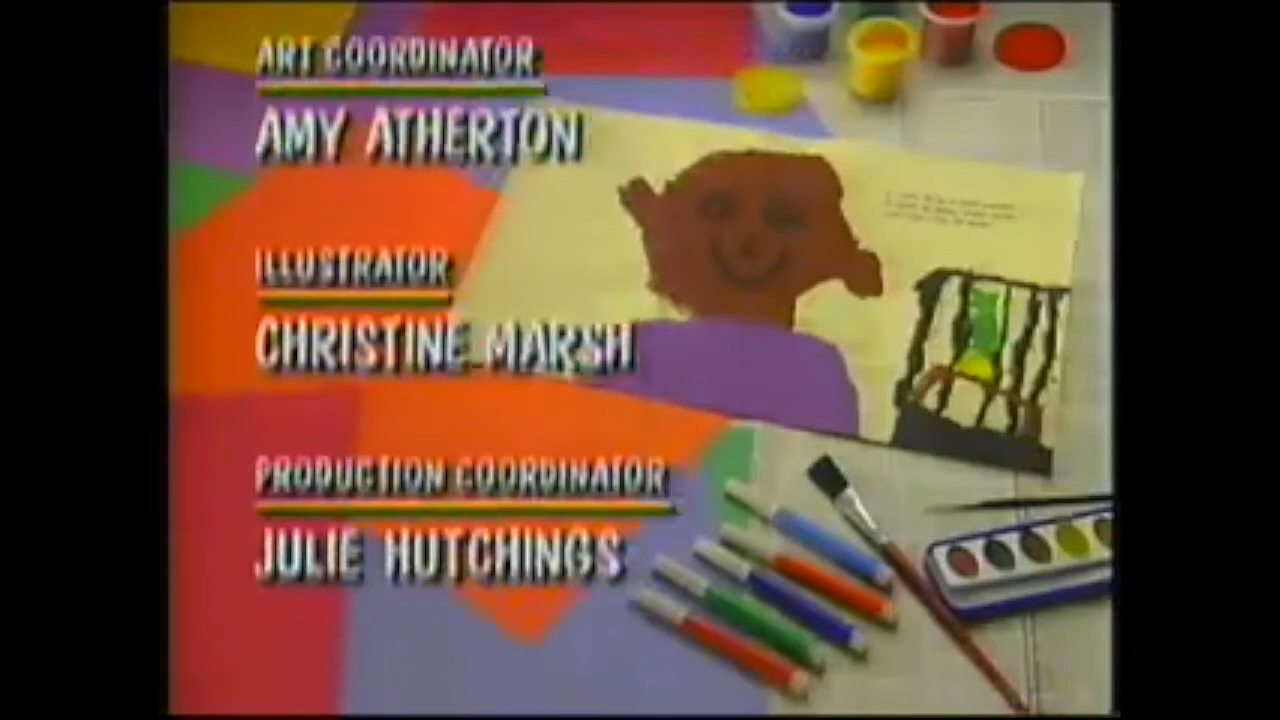 ART COORDINATOR
AMY ATHERTON
ILLUSTRATOR
CHRISTINE MARSH
PRODUCTION COORDINATOR
JULIE HUTCHINGS